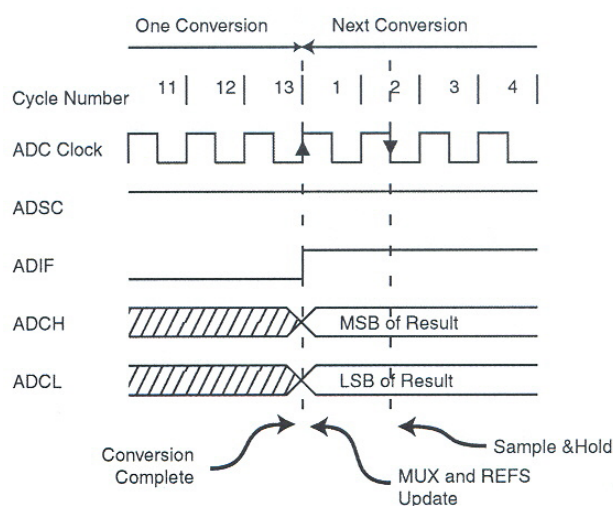 One Conversion Next Conversion
Cycle Number 11 12 13 1 2 3 4
ADC Clock
ADSC
ADIF
ADCH MSB of Result
ADCL LSB of Result
Conversion
Complete
MUX and REFS
Update
Sample &Hold